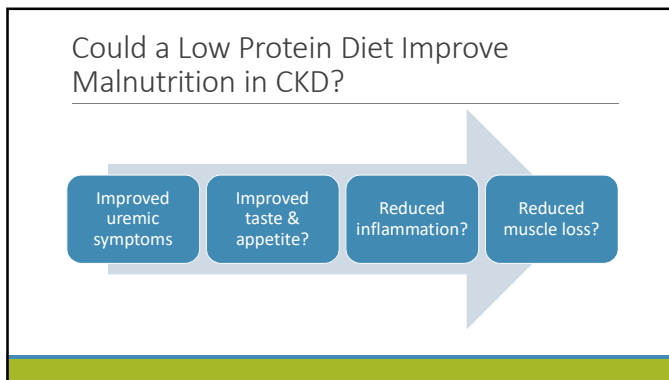 Could a Low Protein Diet Improve
Malnutrition in CKD?
Improved
uremic
symptoms
Improved
taste &
appetite?
Reduced
inflammation?
Reduced
muscle loss?